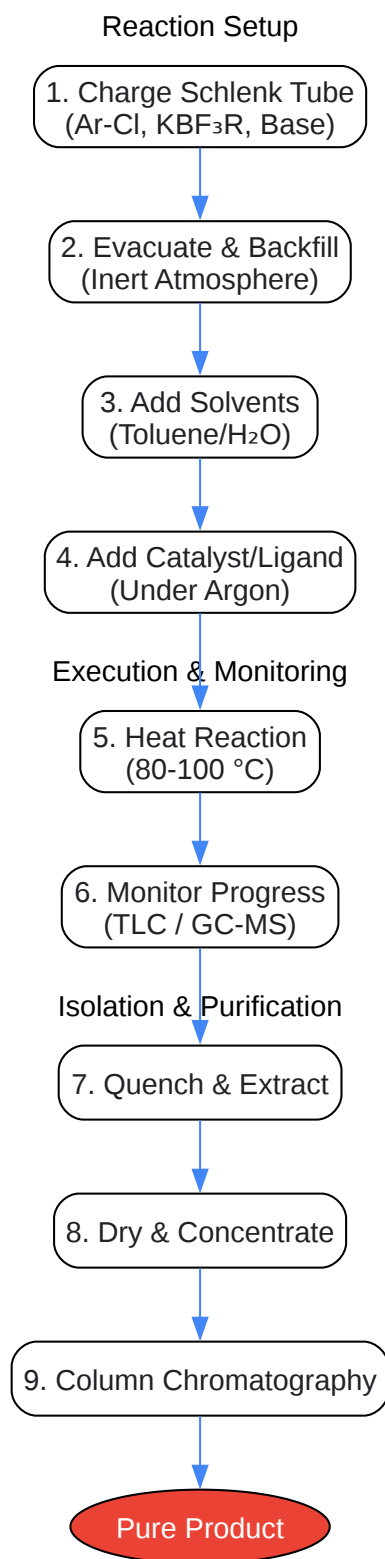 Reaction Setup
1. Charge Schlenk Tube
(Ar-Cl, KBF₃R, Base)
2. Evacuate & Backfill
(Inert Atmosphere)
3. Add Solvents
(Toluene/H₂O)
4. Add Catalyst/Ligand
(Under Argon)
Execution & Monitoring
5. Heat Reaction
(80-100 °C)
6. Monitor Progress
(TLC / GC-MS)
Isolation & Purification
7. Quench & Extract
8. Dry & Concentrate
9. Column Chromatography
Pure Product